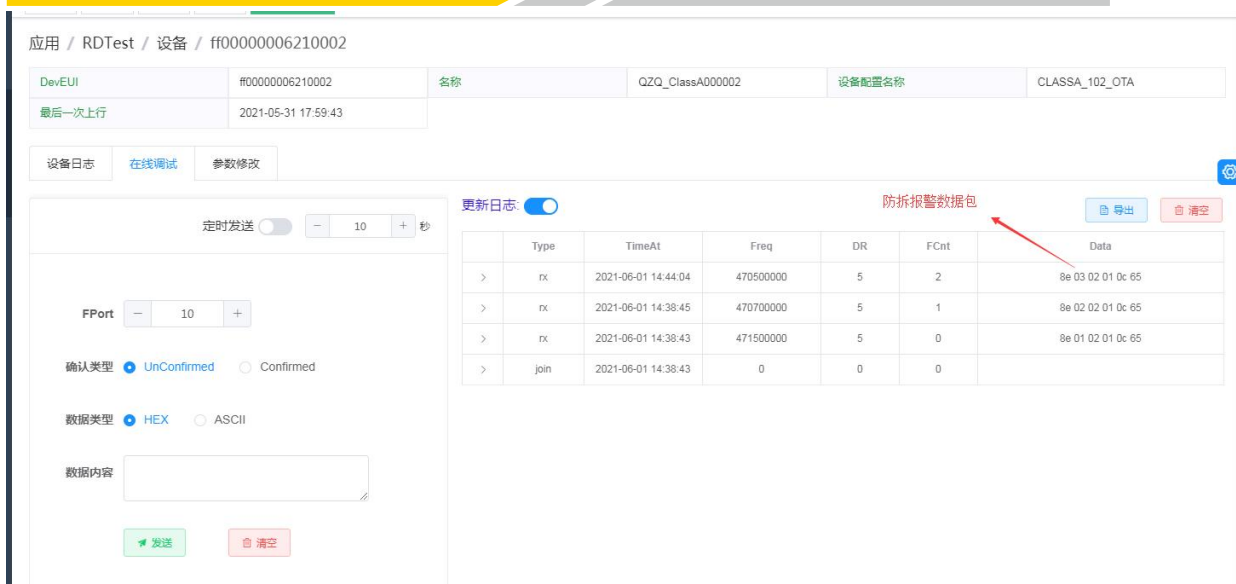 应用 / RDTest / 设备 / ff00000006210002
DevEUI ff00000006210002 名称 QZQ_ClassA000002 设备配置名称 CLASSA_102_OTA
最后一次上行 2021-05-31 17:59:43
设备日志 在线调试 参数修改
定时发送 - 10 + 秒
FPort - 10 +
确认类型 UnConfirmed Confirmed
数据类型 HEX ASCII
数据内容
发送 清空
更新日志: 防拆报警数据包 导出 清空
Type TimeAt Freq DR FCnt Data
> rx 2021-06-01 14:44:04 470500000 5 2 8e 03 02 01 0c 65
> rx 2021-06-01 14:38:45 470700000 5 1 8e 02 02 01 0c 65
> rx 2021-06-01 14:38:43 471500000 5 0 8e 01 02 01 0c 65
> join 2021-06-01 14:38:43 0 0 0